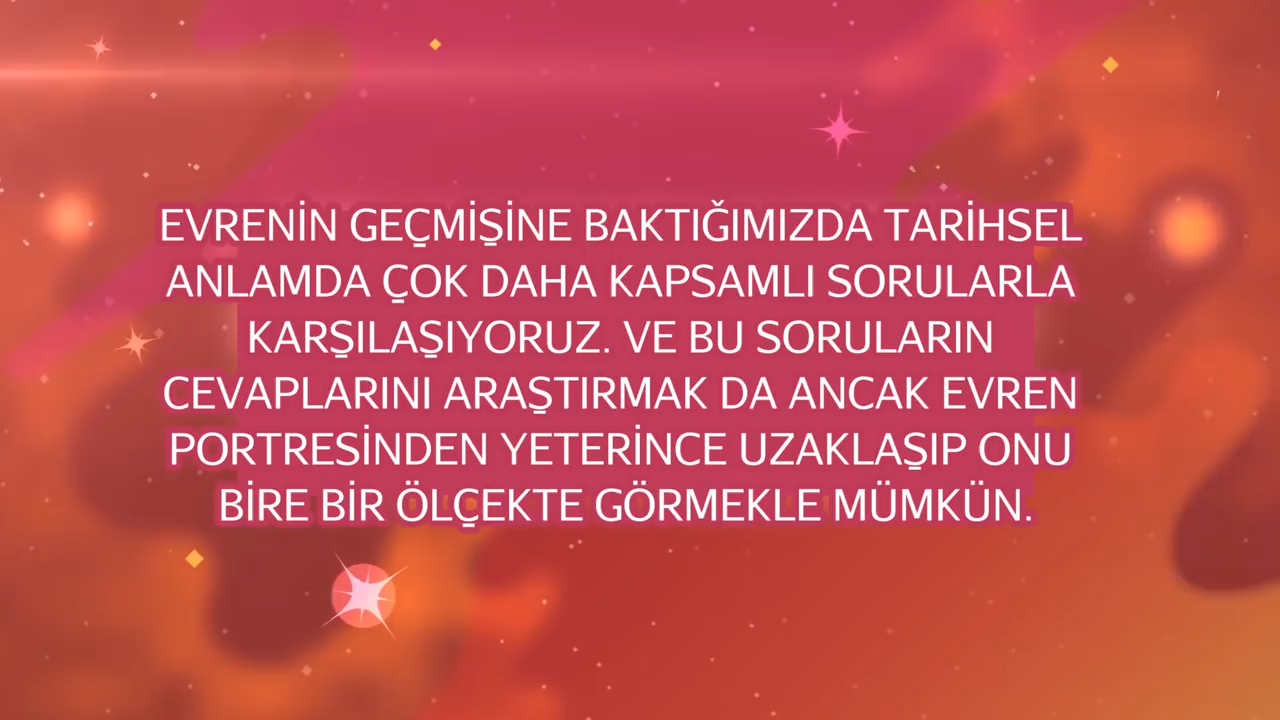 EVRENİN GEÇMİŞİNE BAKTIĞIMIZDA TARİHSEL
ANLAMDA ÇOK DAHA KAPSAMLI SORULARLA
KARŞILAŞIYORUZ. VE BU SORULARIN
CEVAPLARINI ARAŞTIRMAK DA ANCAK EVREN
PORTRESİNDEN YETERİNCE UZAKLAŞIP ONU
BİRE BİR ÖLÇEKTE GÖRMEKLE MÜMKÜN.